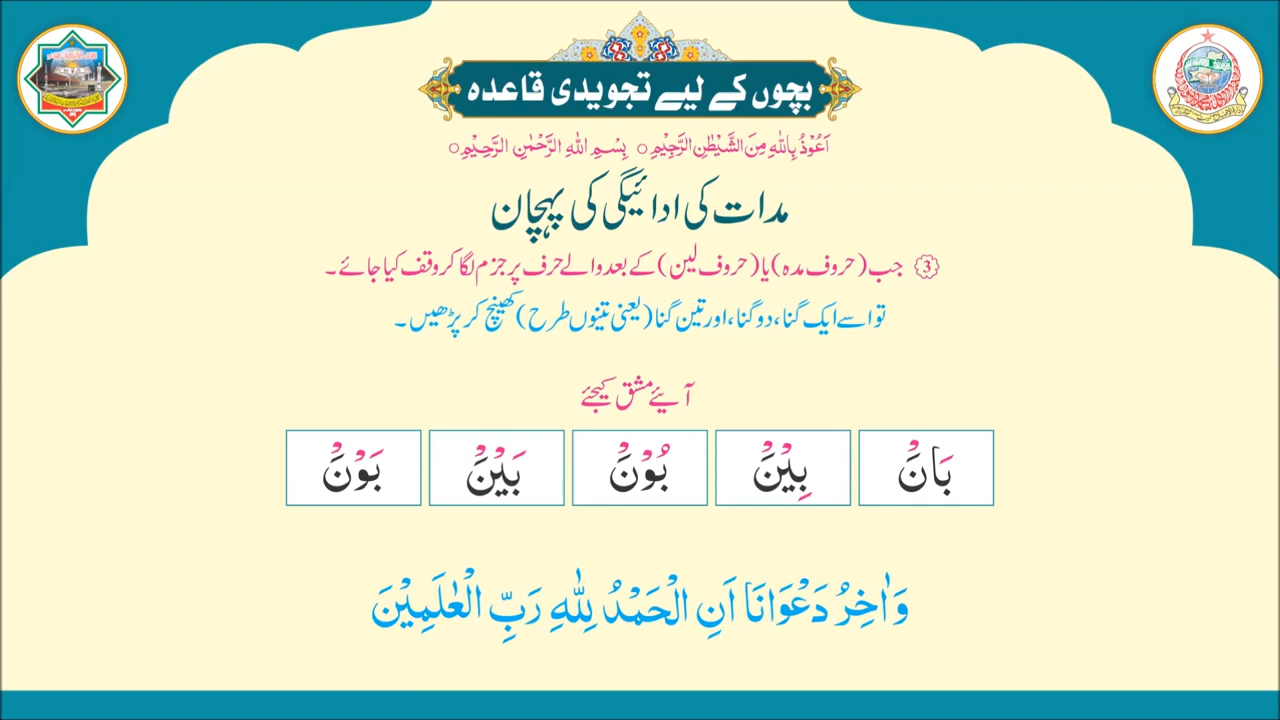 بچوں کے لیے تجویدی قاعدہ
اَعُوْذُ بِاللّٰهِ مِنَ الشَّيْطٰنِ الرَّجِيْمِ ○ بِسْمِ اللّٰهِ الرَّحْمٰنِ الرَّحِيْمِ ○
مدات کی ادائیگی کی پہچان
3 جب (حروف مدہ) یا (حروف لین) کے بعد والے حرف پر جزم لگا کر وقف کیا جائے۔
تو اسے ایک گنا، دو گنا، اور تین گنا (یعنی تینوں طرح) کھینچ کر پڑھیں۔
آیئے مشق کیجئے
بَانْ بِيْنْ بُوْنْ بَيْنْ بَوْنْ
وَاٰخِرُ دَعْوَانَا اَنِ الْحَمْدُ لِلّٰهِ رَبِّ الْعٰلَمِيْنَ